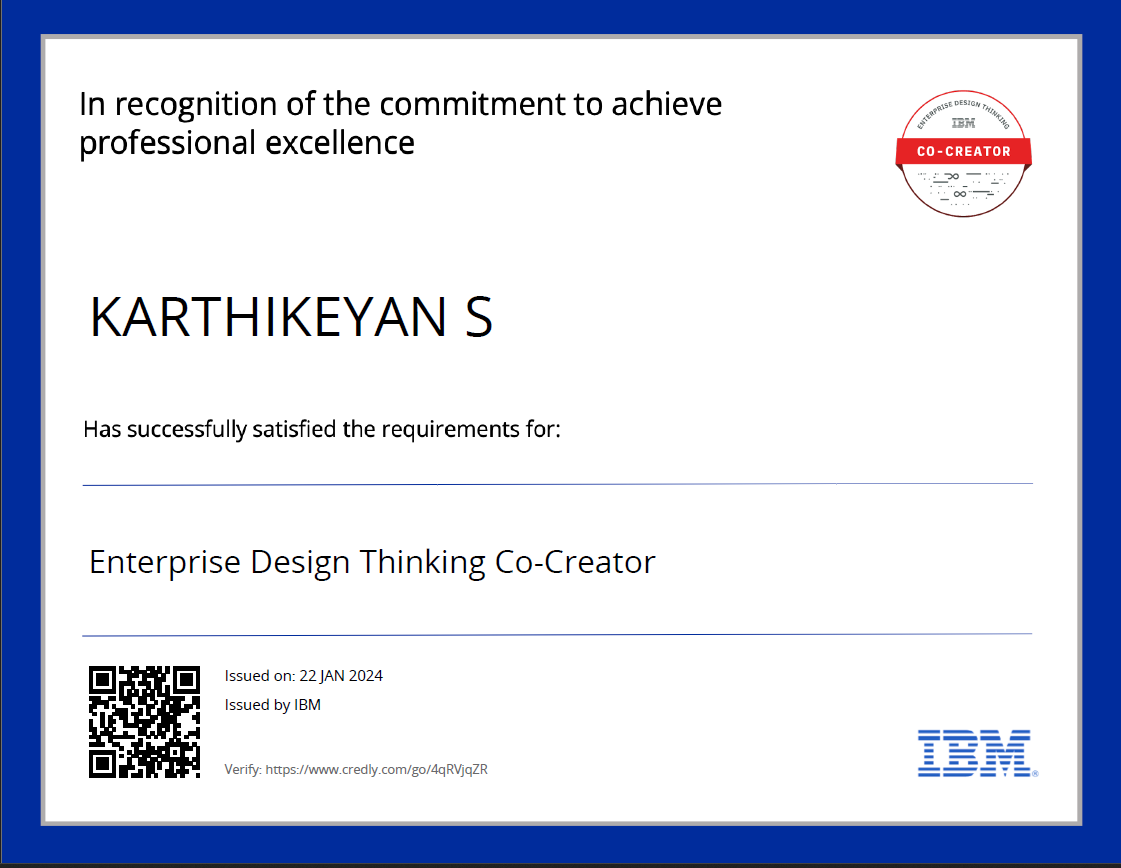 In recognition of the commitment to achieve
professional excellence
ENTERPRISE DESIGN THINKING
IBM
CO-CREATOR
KARTHIKEYAN S
Has successfully satisfied the requirements for:
Enterprise Design Thinking Co-Creator
Issued on: 22 JAN 2024
Issued by IBM
Verify: https://www.credly.com/go/4qRVjqZR
IBM®